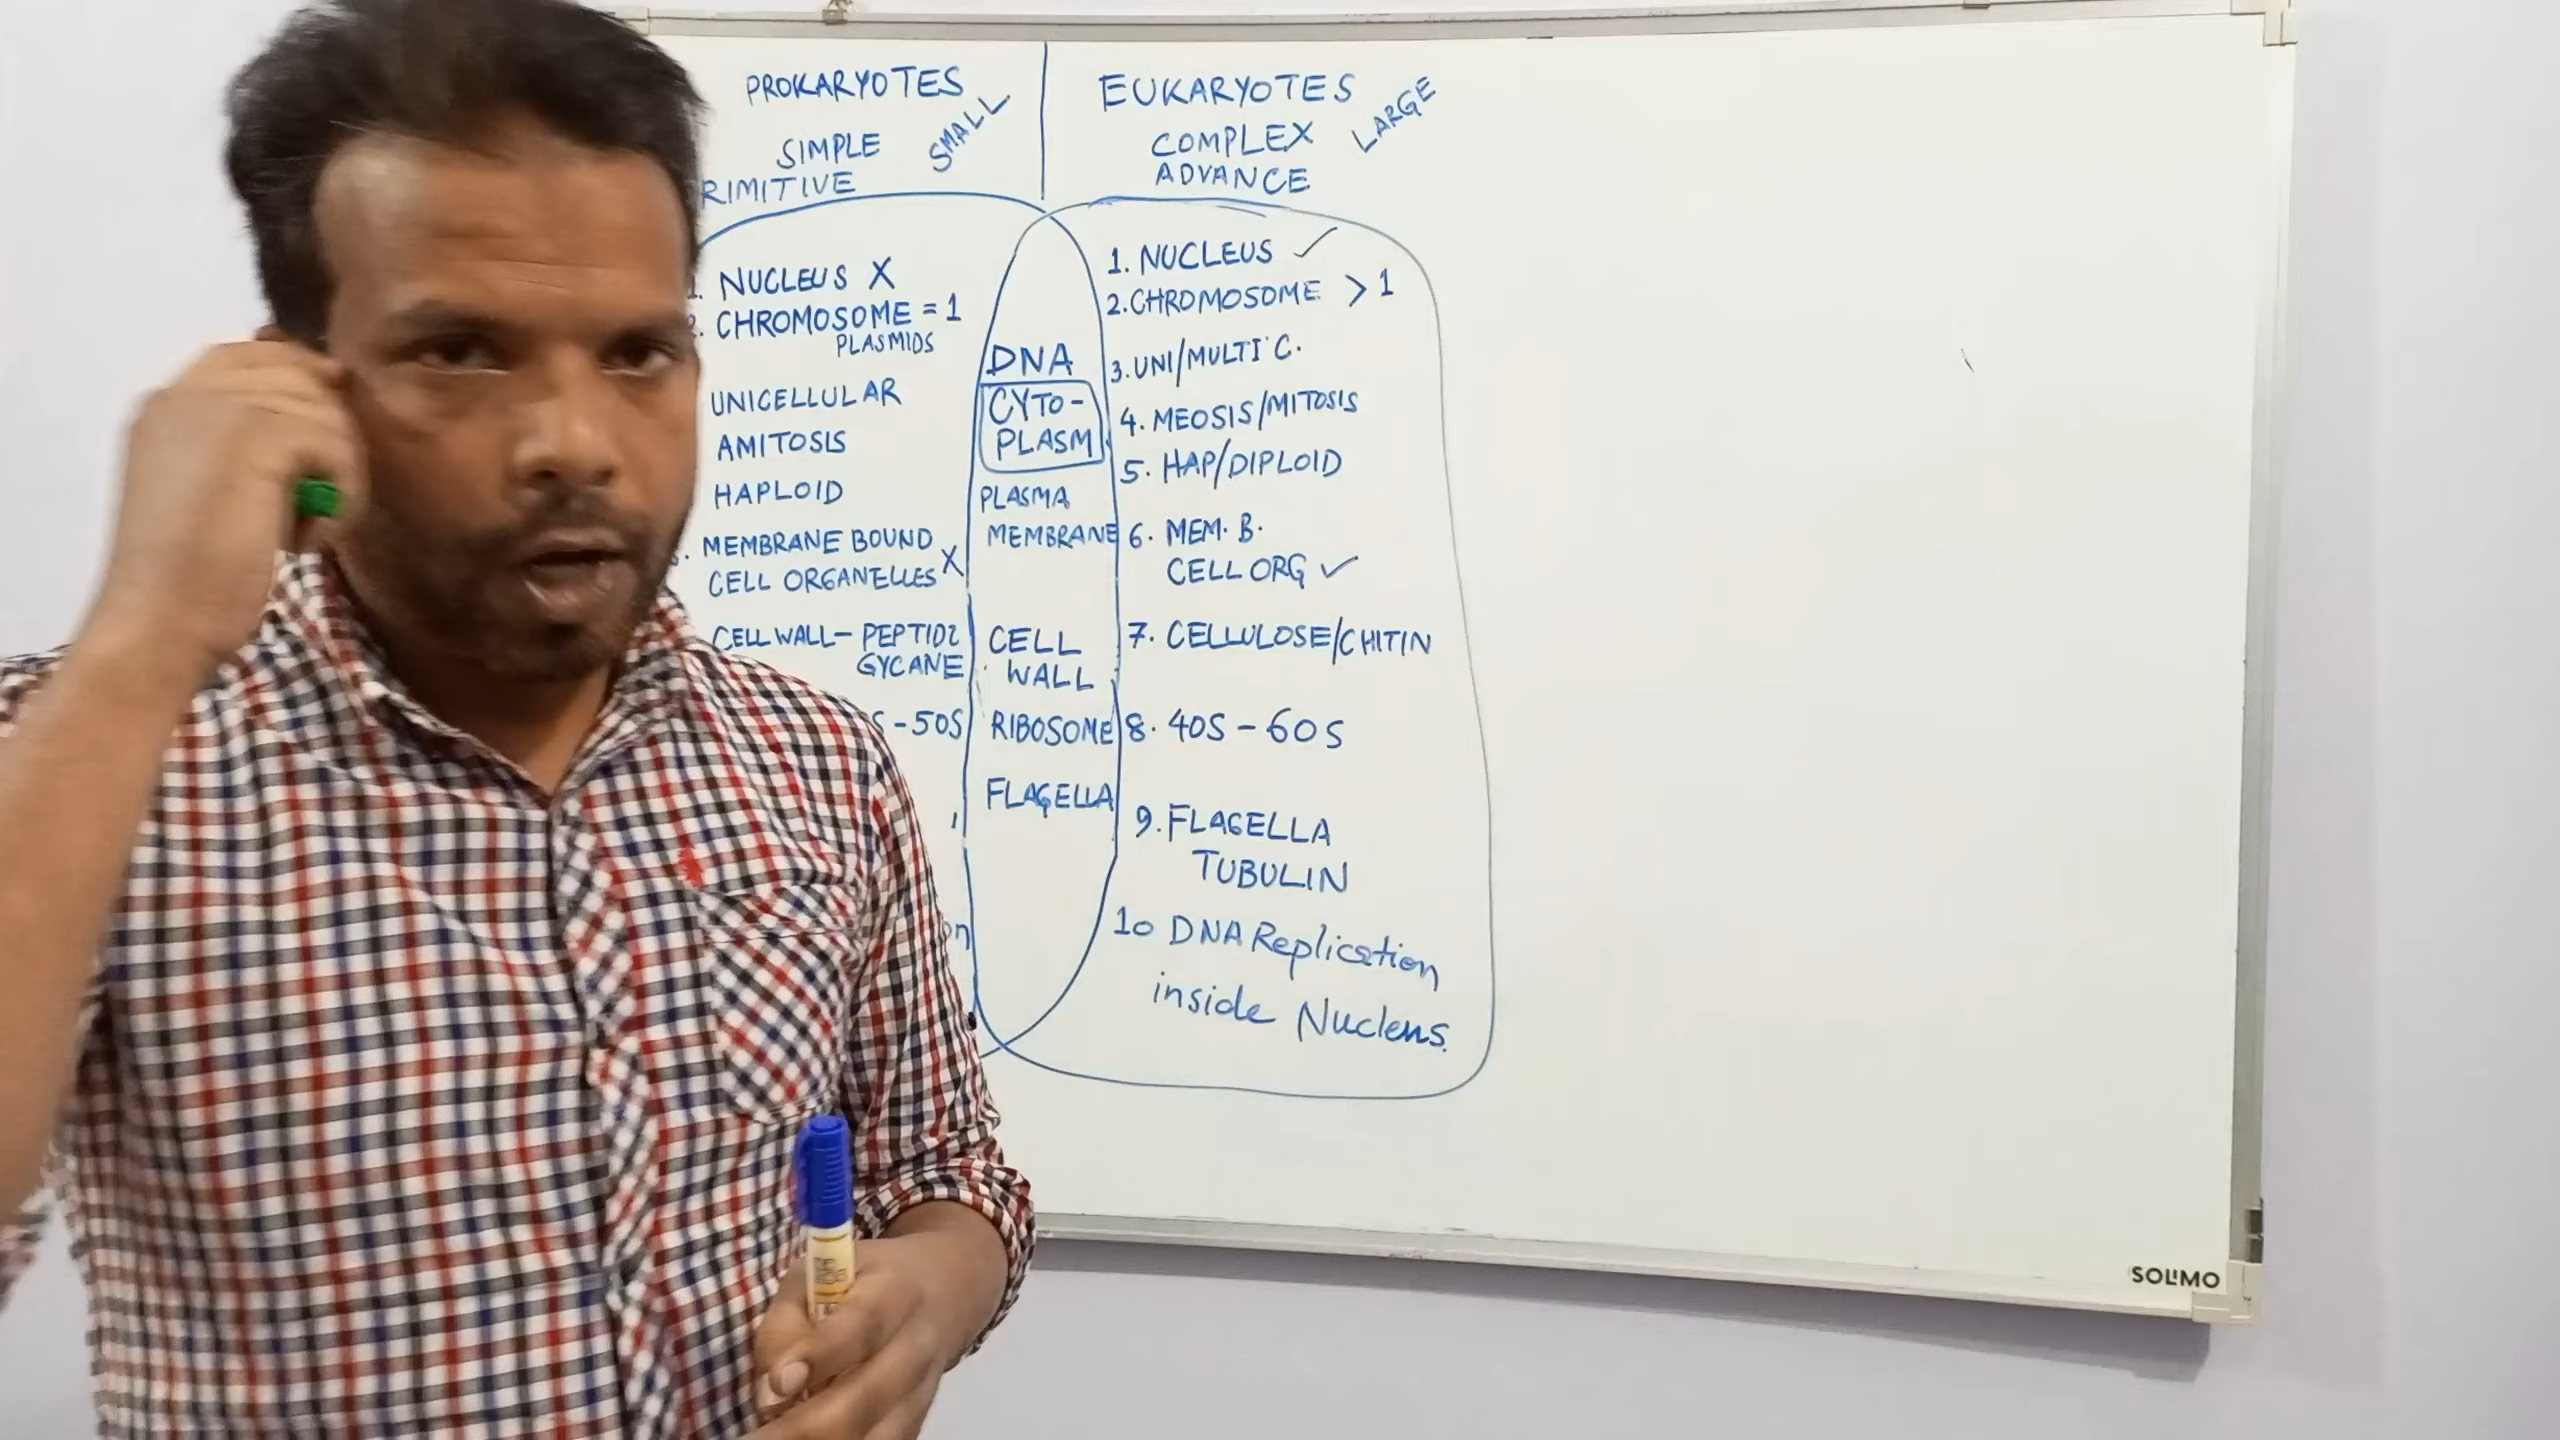 PROKARYOTES
SIMPLE
SMALL
RIMITIVE
1. NUCLEUS X
2. CHROMOSOME = 1
PLASMIDS
UNICELLULAR
AMITOSIS
HAPLOID
MEMBRANE BOUND
CELL ORGANELLES X
CELL WALL - PEPTIDE
GYCANE
S - 50S
on
DNA
CYTO-
PLASM
PLASMA
MEMBRANE
CELL
WALL
RIBOSOME
FLAGELLA
EUKARYOTES
COMPLEX
LARGE
ADVANCE
1. NUCLEUS ✓
2. CHROMOSOME > 1
3. UNI/MULTI C.
4. MEOSIS/MITOSIS
5. HAP/DIPLOID
6. MEM. B.
CELL ORG ✓
7. CELLULOSE/CHITIN
8. 40S - 60S
9. FLAGELLA
TUBULIN
10 DNA Replication
inside Nucleus.
SOLIMO